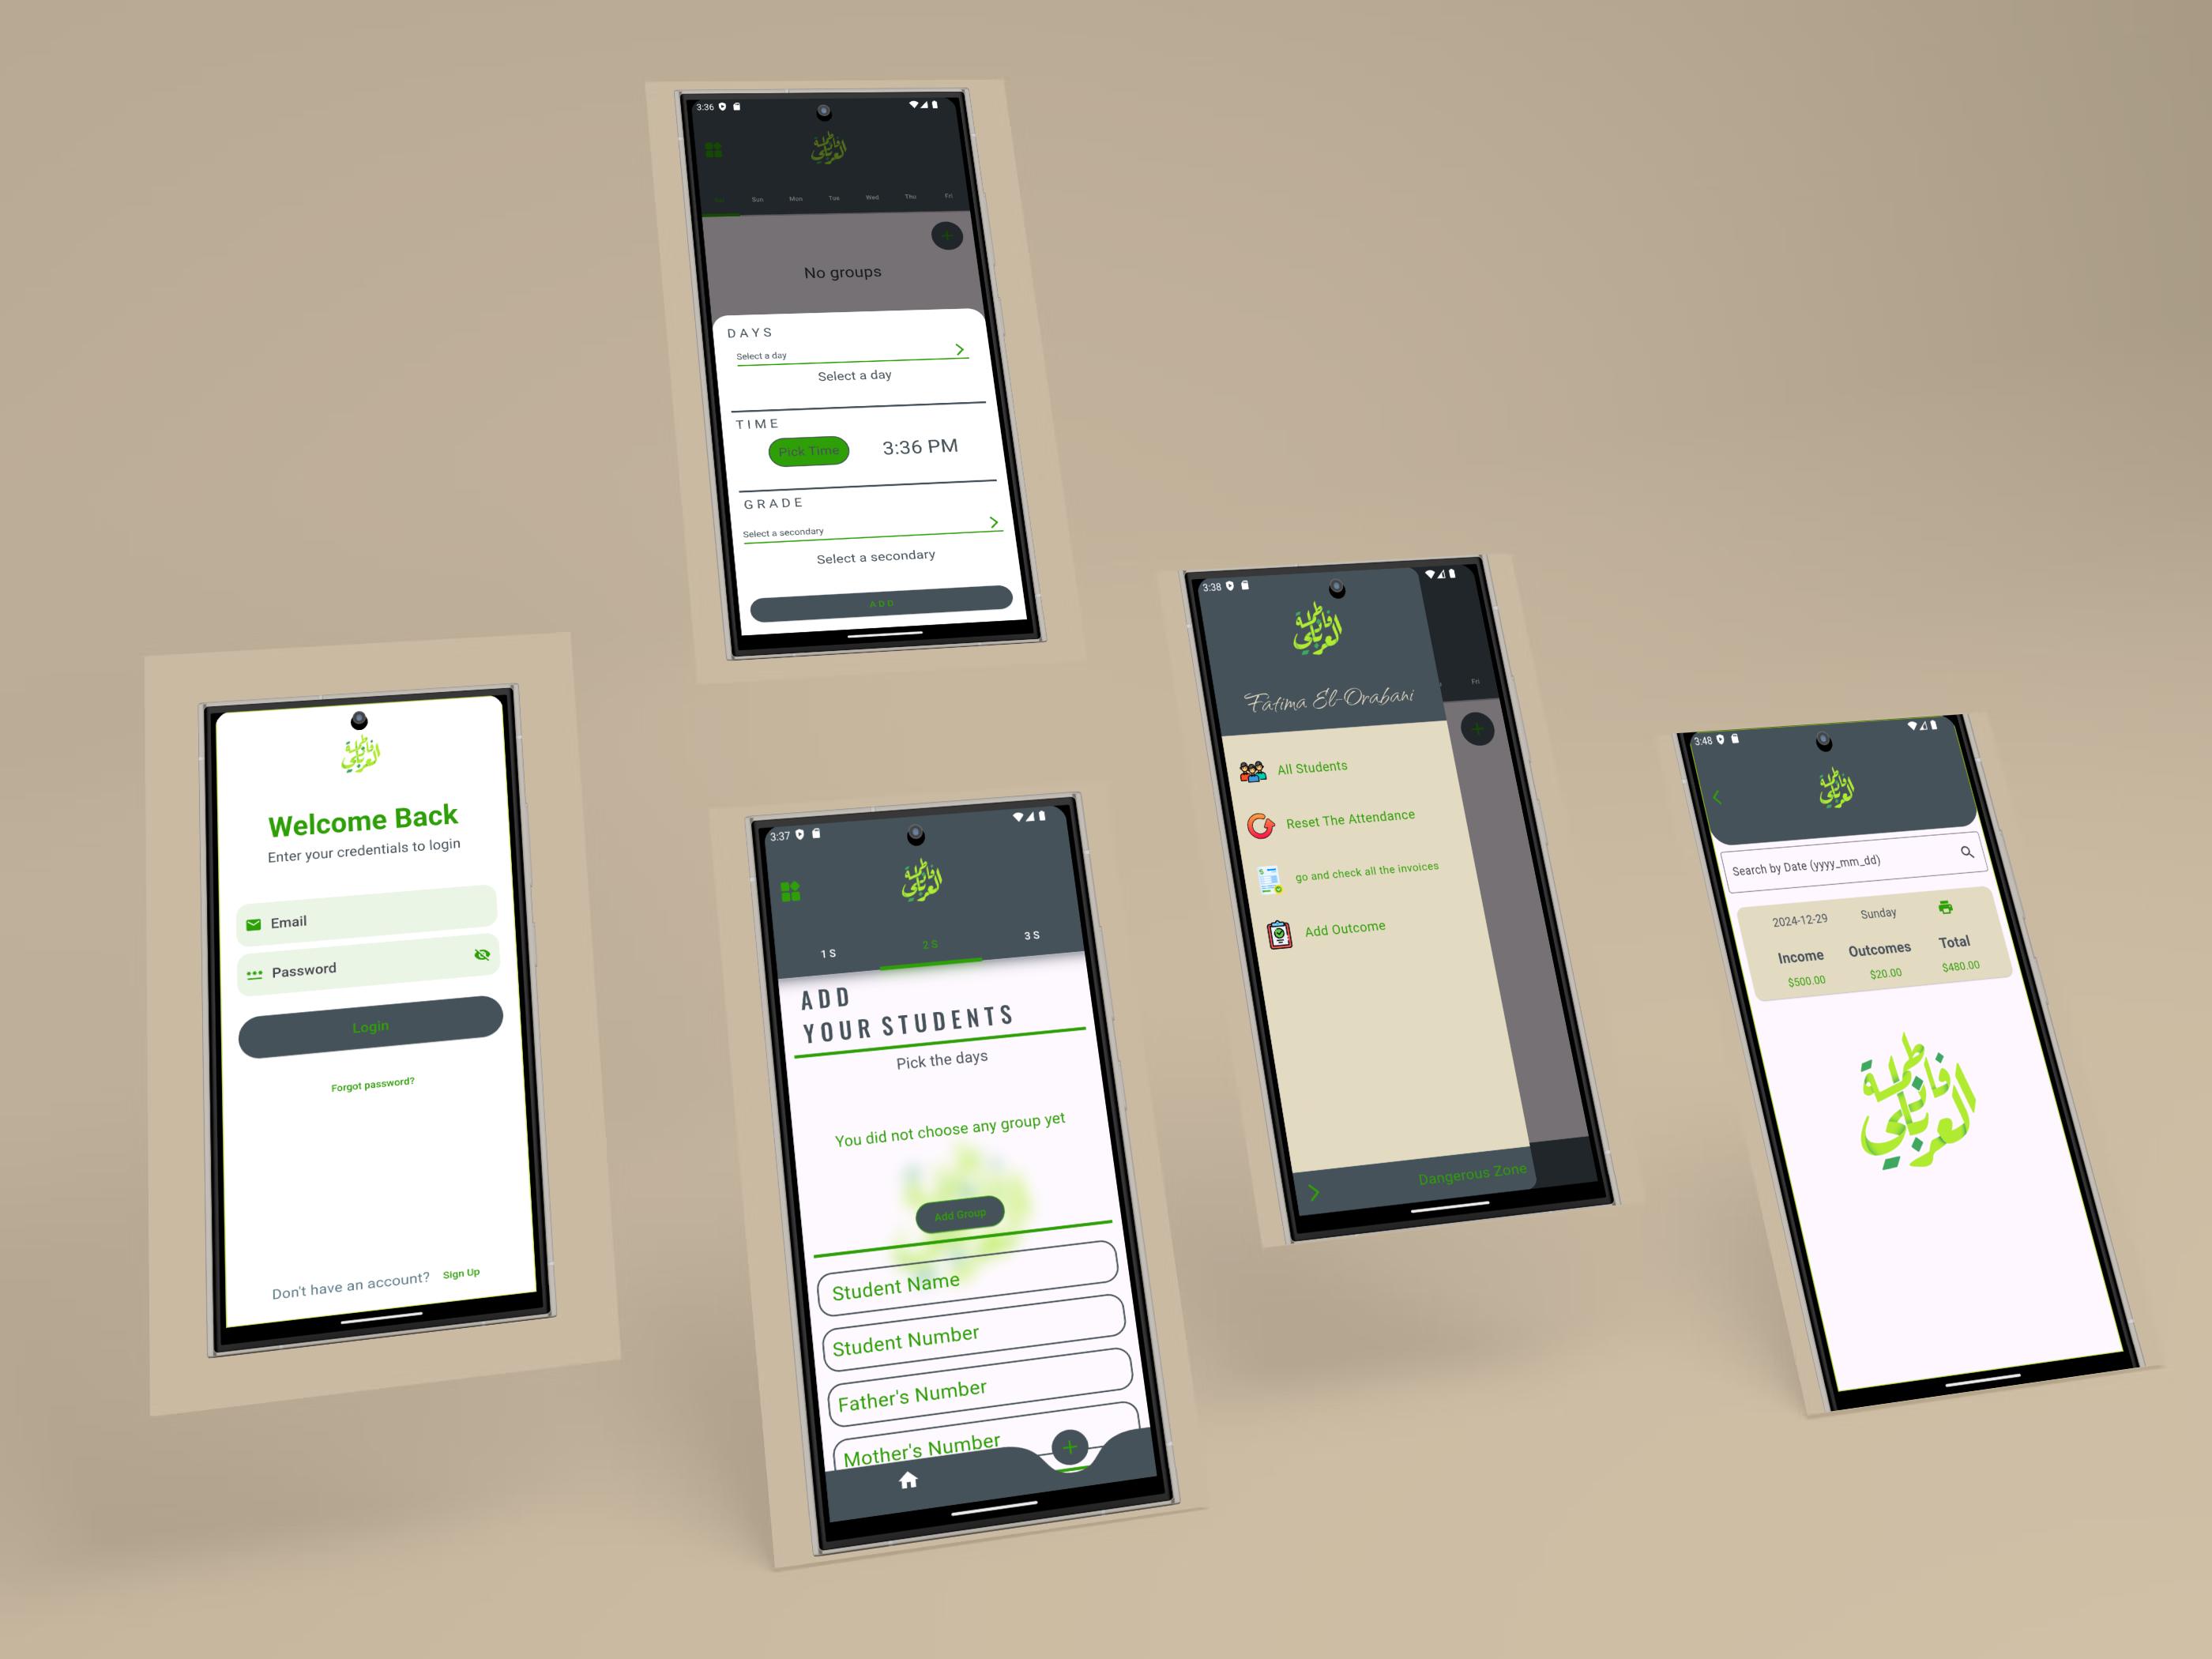 3:36
فاطمة
العرباني
Sat Sun Mon Tue Wed Thu Fri
No groups
DAYS
Select a day
Select a day
TIME
Pick Time 3:36 PM
GRADE
Select a secondary
Select a secondary
ADD
فاطمة
العرباني
Welcome Back
Enter your credentials to login
Email
Password
Login
Forgot password?
Don't have an account? Sign Up
3:37
فاطمة
العرباني
1 S 2 S 3 S
ADD
YOUR STUDENTS
Pick the days
You did not choose any group yet
Add Group
Student Name
Student Number
Father's Number
Mother's Number
3:38
فاطمة
العرباني
Fatima El-Orabani
Fri
All Students
Reset The Attendance
go and check all the invoices
Add Outcome
Dangerous Zone
3:48
فاطمة
العرباني
Search by Date (yyyy_mm_dd)
2024-12-29 Sunday
Income Outcomes Total
$500.00 $20.00 $480.00
فاطمة
العرباني